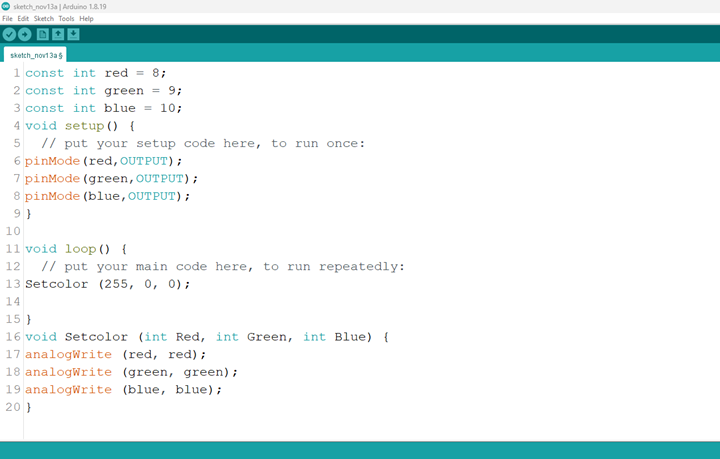 sketch_nov13a | Arduino 1.8.19
File Edit Sketch Tools Help
sketch_nov13a §
1 const int red = 8;
2 const int green = 9;
3 const int blue = 10;
4 void setup() {
5 // put your setup code here, to run once:
6 pinMode(red,OUTPUT);
7 pinMode(green,OUTPUT);
8 pinMode(blue,OUTPUT);
9 }
10
11 void loop() {
12 // put your main code here, to run repeatedly:
13 Setcolor (255, 0, 0);
14
15 }
16 void Setcolor (int Red, int Green, int Blue) {
17 analogWrite (red, red);
18 analogWrite (green, green);
19 analogWrite (blue, blue);
20 }